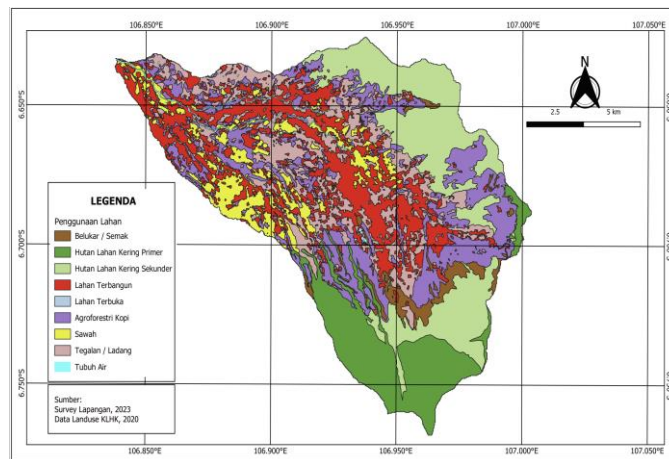 106.850°E 106.900°E 106.950°E 107.000°E 107.050°E
N
2.5 5 km
6.650°S
6.700°S
6.750°S
LEGENDA
Penggunaan Lahan
Belukar / Semak
Hutan Lahan Kering Primer
Hutan Lahan Kering Sekunder
Lahan Terbangun
Lahan Terbuka
Agroforestri Kopi
Sawah
Tegalan / Ladang
Tubuh Air
Sumber:
Survey Lapangan, 2023
Data Landuse KLHK, 2020
106.850°E 106.900°E 106.950°E 107.000°E 107.050°E